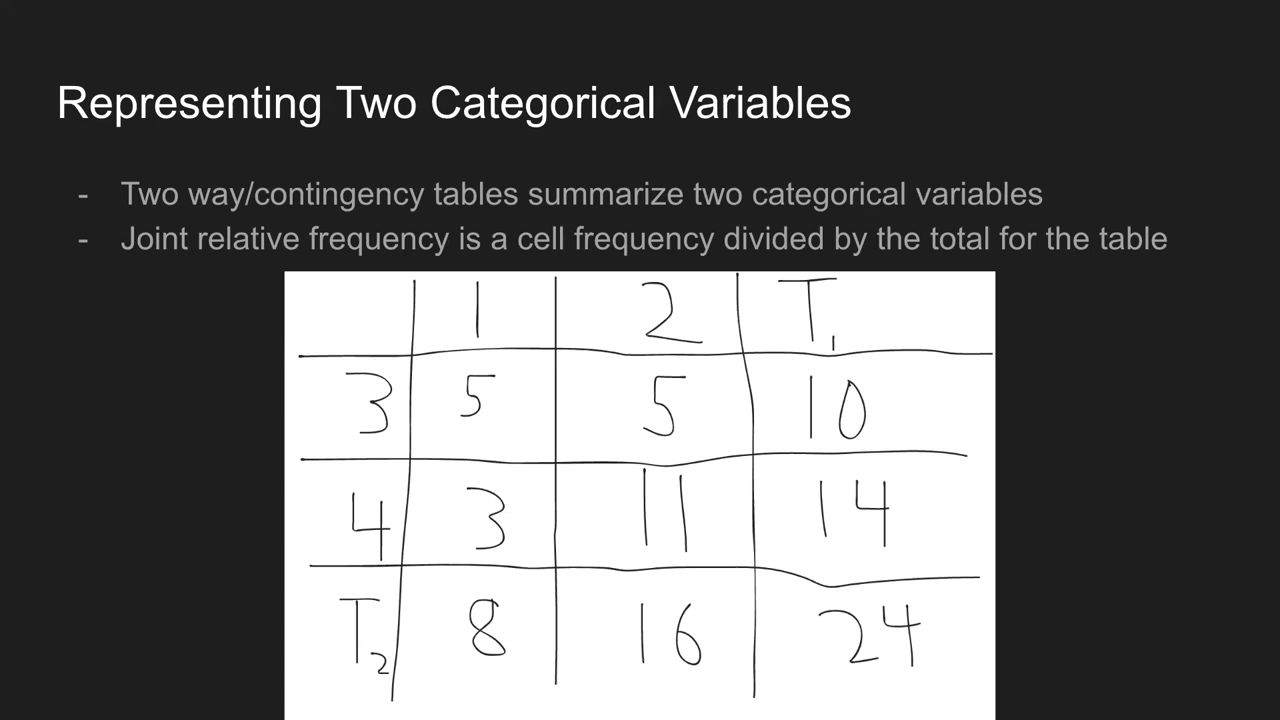 Representing Two Categorical Variables
- Two way/contingency tables summarize two categorical variables
- Joint relative frequency is a cell frequency divided by the total for the table
1 2 T1
3 5 5 10
4 3 11 14
T2 8 16 24